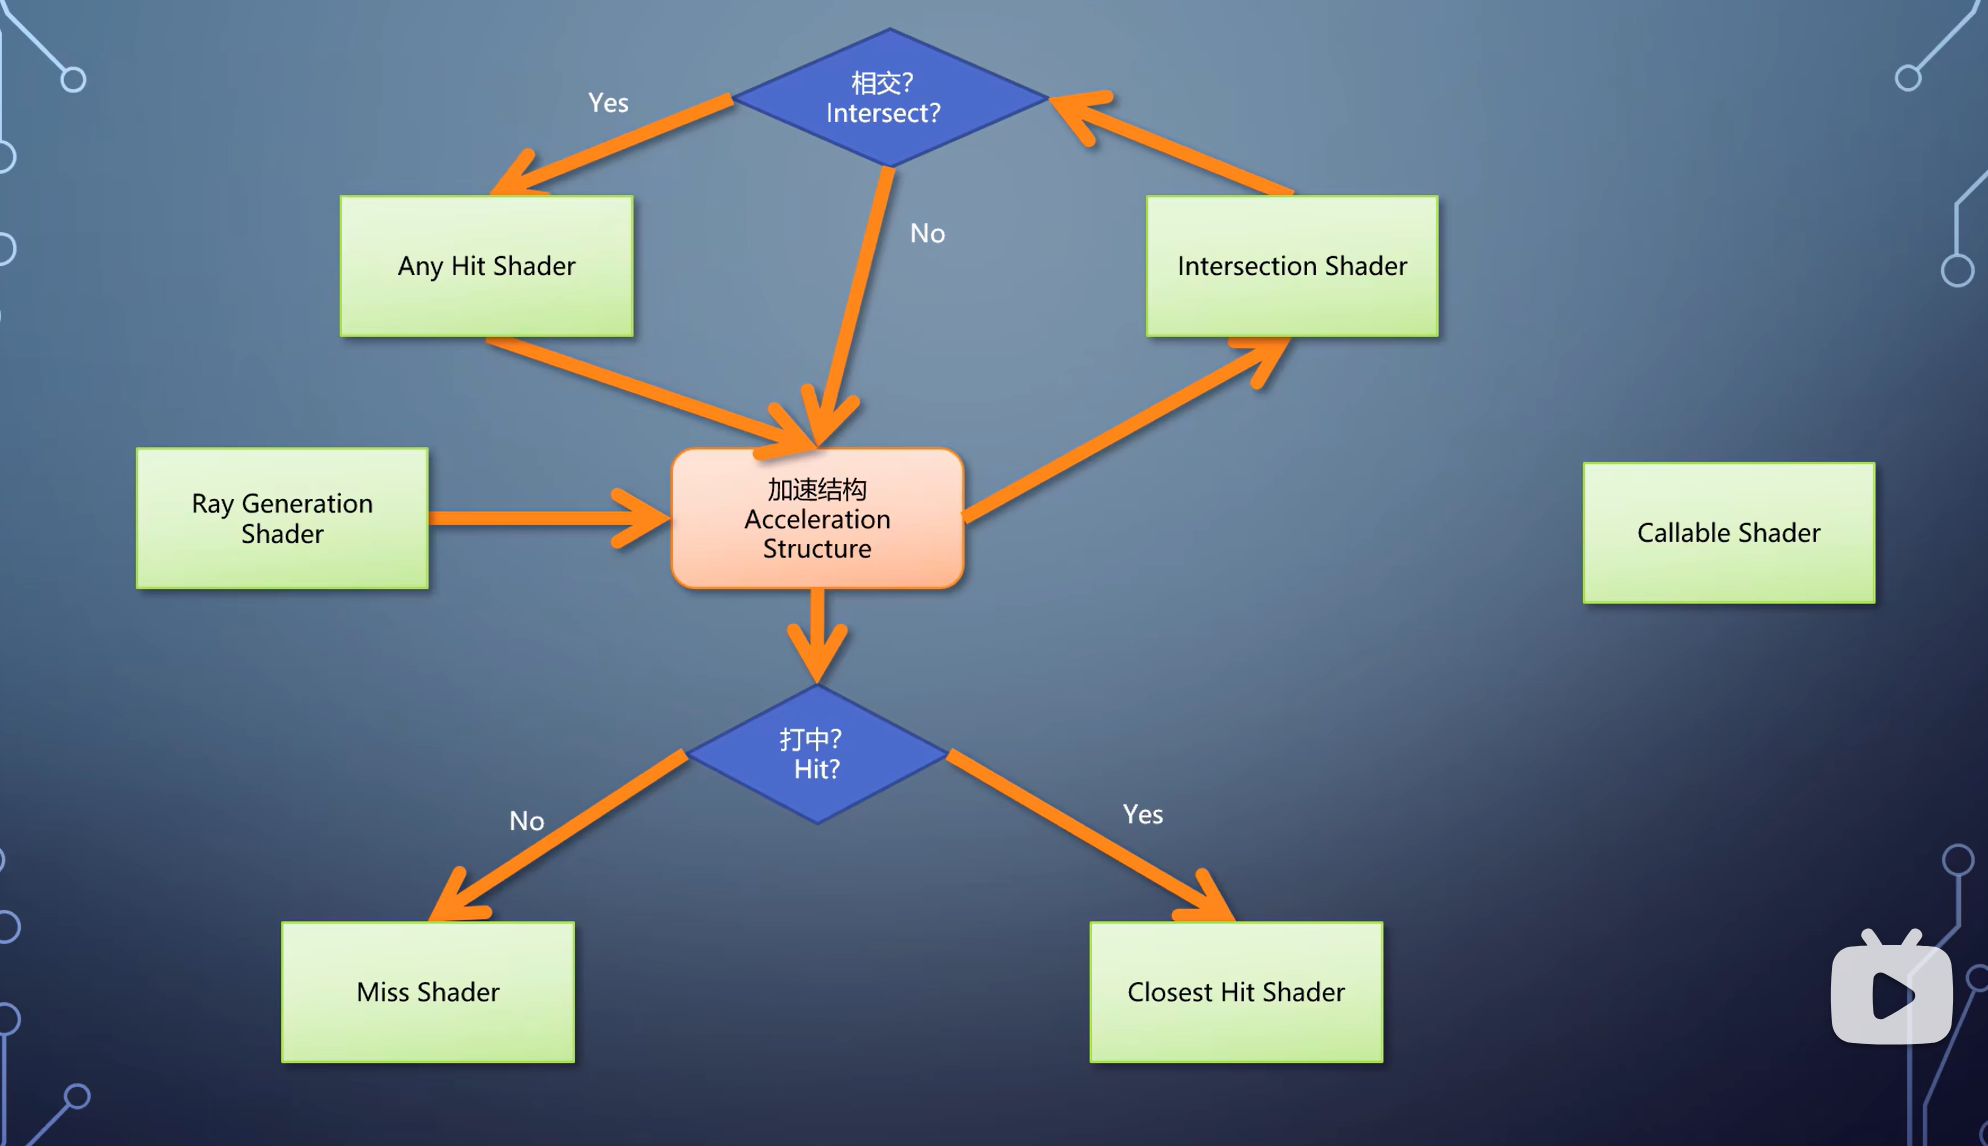 相交?
Intersect?
Yes
No
Any Hit Shader
Intersection Shader
Ray Generation
Shader
加速结构
Acceleration
Structure
Callable Shader
打中?
Hit?
No
Yes
Miss Shader
Closest Hit Shader